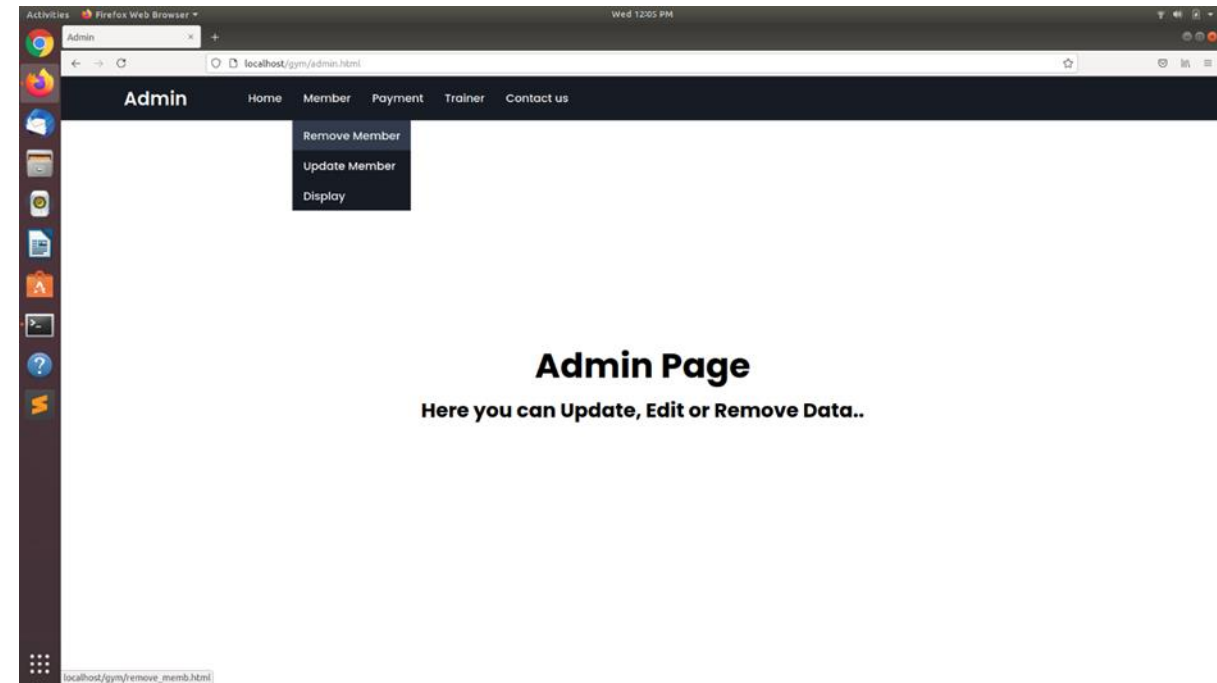 Activities Firefox Web Browser Wed 12:05 PM
Admin
localhost/gym/admin.html
Admin Home Member Payment Trainer Contact us
Remove Member
Update Member
Display
Admin Page
Here you can Update, Edit or Remove Data..
localhost/gym/remove_memb.html